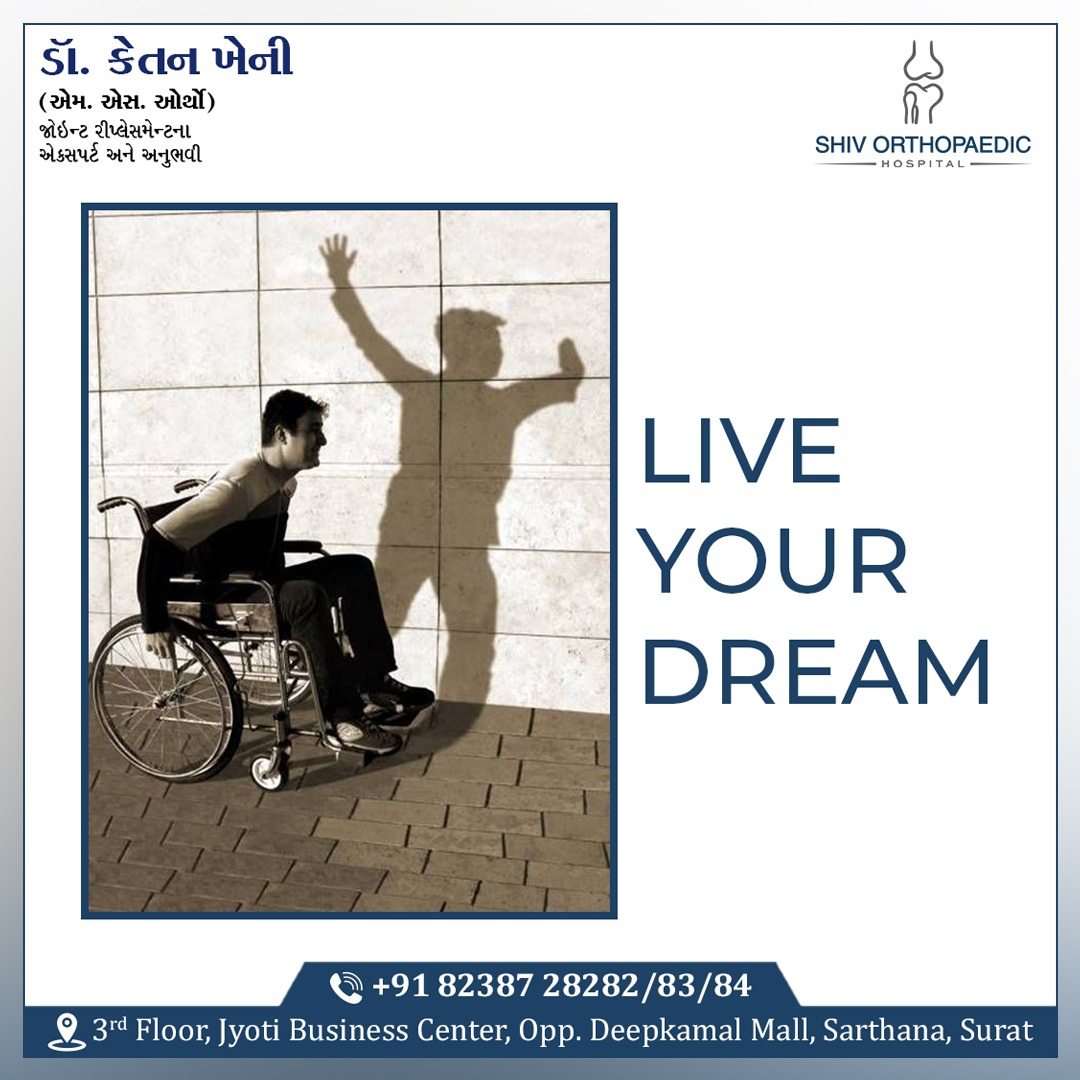 ડૉ. કેતન ખેની
(એમ. એસ. ઓર્થો)
જોઇન્ટ રીપ્લેસમેન્ટના
એક્સપર્ટ અને અનુભવી
SHIV ORTHOPAEDIC
HOSPITAL
LIVE
YOUR
DREAM
+91 82387 28282/83/84
3rd Floor, Jyoti Business Center, Opp. Deepkamal Mall, Sarthana, Surat